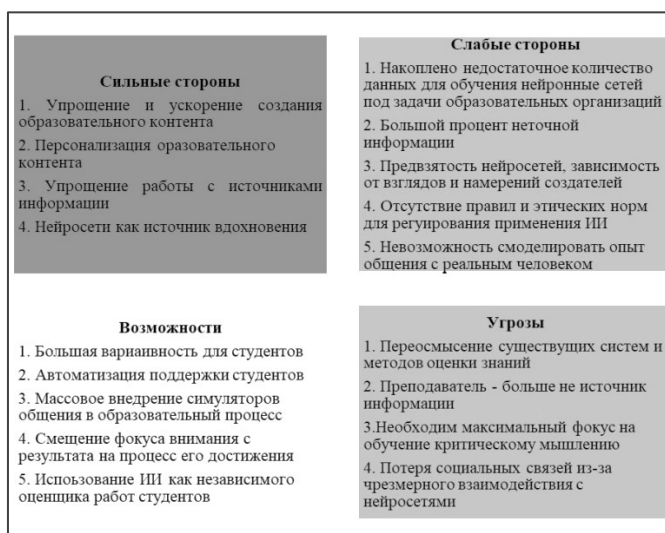 Сильные стороны
1. Упрощение и ускорение создания
образовательного контента
2. Персонализация оразовательного
контента
3. Упрощение работы с источниками
информации
4. Нейросети как источник вдохновения
Слабые стороны
1. Накоплено недостаточное количество
данных для обучения нейронные сетей
под задачи образовательных организаций
2. Большой процент неточной
информации
3. Предвзятость нейросетей, зависимость
от взглядов и намерений создателей
4. Отсутствие правил и этических норм
для регуирования применения ИИ
5. Невозможность смоделировать опыт
общения с реальным человеком
Возможности
1. Большая вариаивность для студентов
2. Автоматизация поддержки студентов
3. Массовое внедрение симуляторов
общения в образовательный процесс
4. Смещение фокуса внимания с
результата на процесс его достижения
5. Испоьзование ИИ как независимого
оценщика работ студентов
Угрозы
1. Переосмысение существущих систем и
методов оценки знаний
2. Преподаватель - больше не источник
информации
3.Необходим максимальный фокус на
обучение критическому мышлению
4. Потеря социальных связей из-за
чрезмерного взаимодействия с
нейросетями